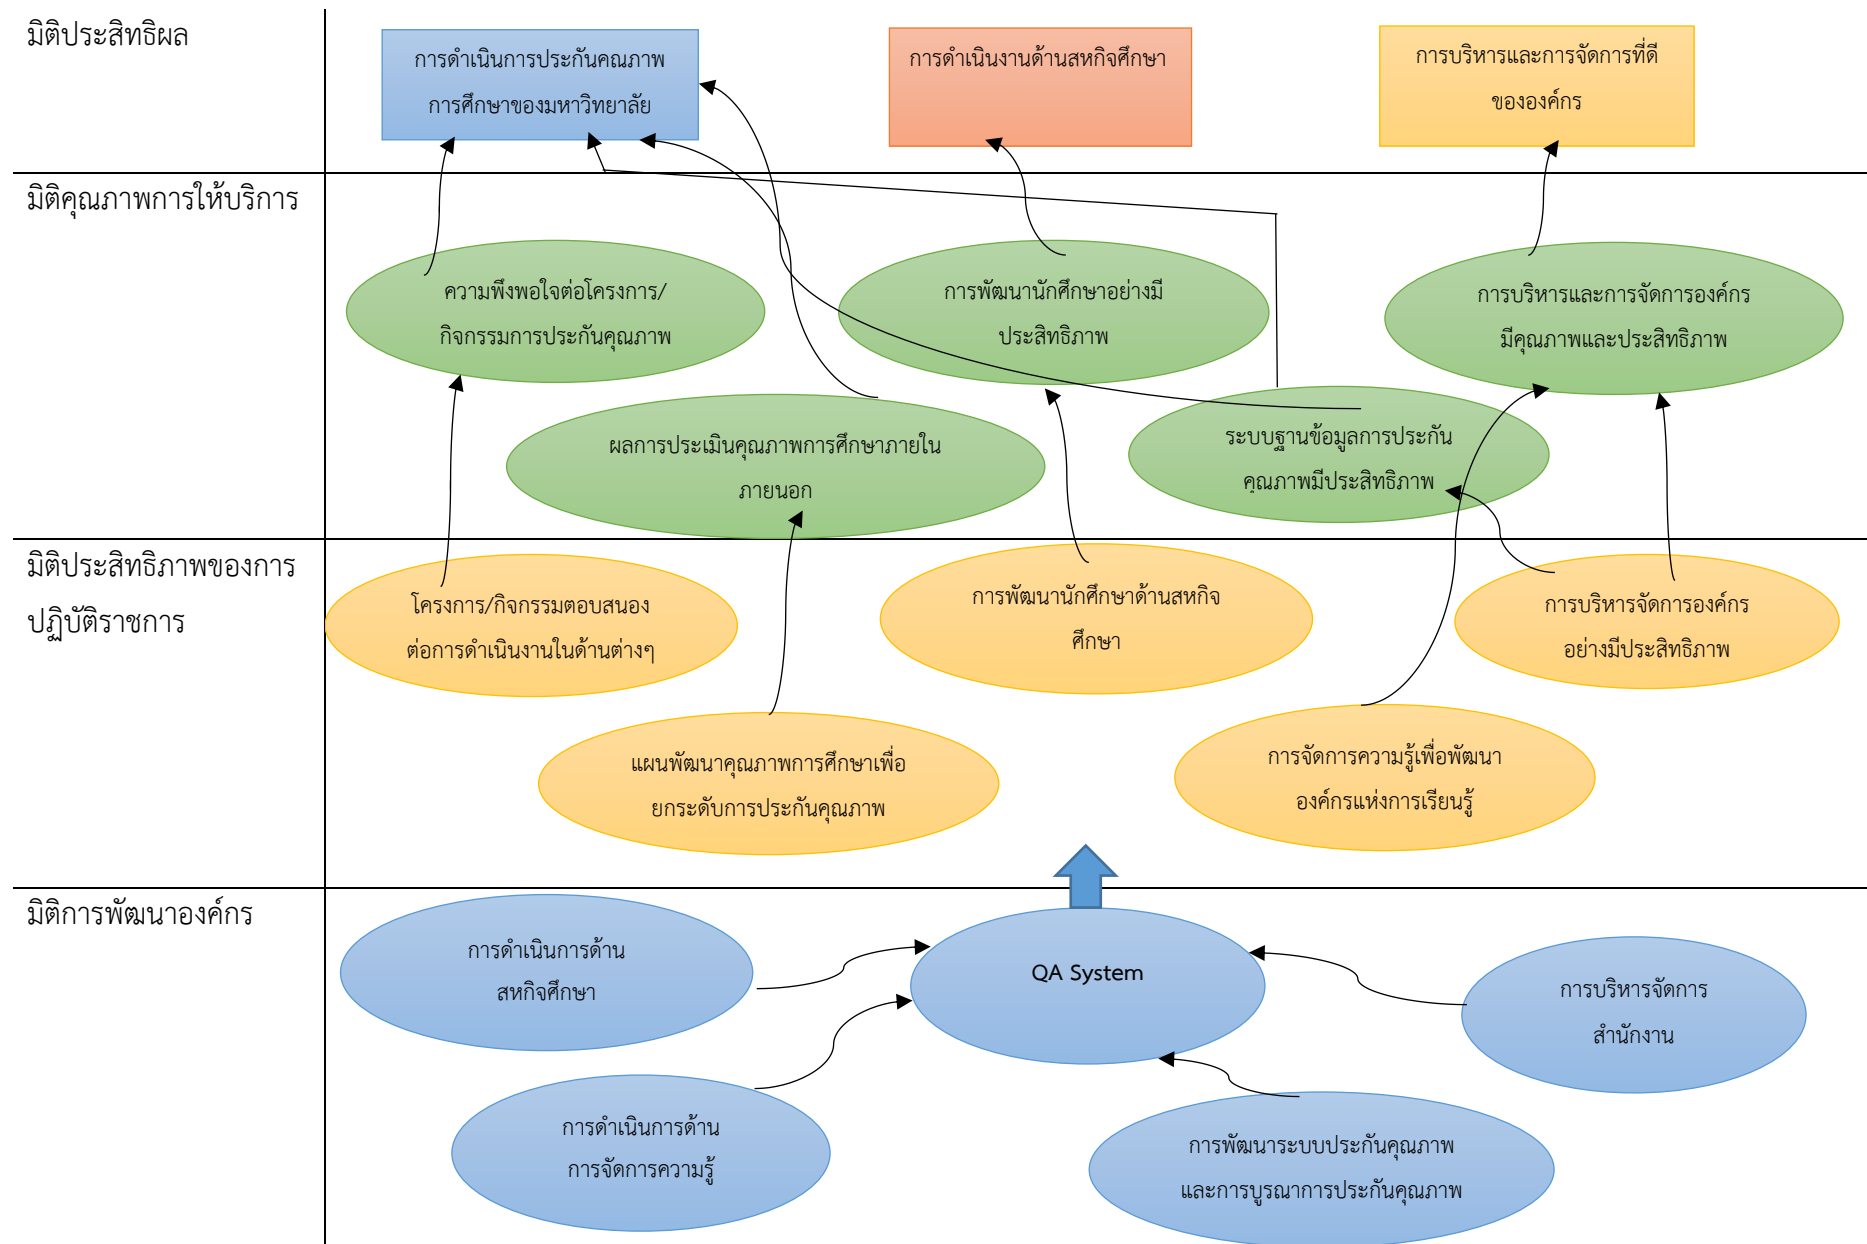 มิติประสิทธิผล
การดำเนินการประกันคุณภาพ
การศึกษาของมหาวิทยาลัย
การดำเนินงานด้านสหกิจศึกษา
การบริหารและการจัดการที่ดี
ขององค์กร
มิติคุณภาพการให้บริการ
ความพึงพอใจต่อโครงการ/
กิจกรรมการประกันคุณภาพ
การพัฒนานักศึกษาอย่างมี
ประสิทธิภาพ
การบริหารและการจัดการองค์กร
มีคุณภาพและประสิทธิภาพ
ผลการประเมินคุณภาพการศึกษาภายใน
ภายนอก
ระบบฐานข้อมูลการประกัน
คุณภาพมีประสิทธิภาพ
มิติประสิทธิภาพของการ
ปฏิบัติราชการ
โครงการ/กิจกรรมตอบสนอง
ต่อการดำเนินงานในด้านต่างๆ
การพัฒนานักศึกษาด้านสหกิจ
ศึกษา
การบริหารจัดการองค์กร
อย่างมีประสิทธิภาพ
แผนพัฒนาคุณภาพการศึกษาเพื่อ
ยกระดับการประกันคุณภาพ
การจัดการความรู้เพื่อพัฒนา
องค์กรแห่งการเรียนรู้
มิติการพัฒนาองค์กร
การดำเนินการด้าน
สหกิจศึกษา
QA System
การบริหารจัดการ
สำนักงาน
การดำเนินการด้าน
การจัดการความรู้
การพัฒนาระบบประกันคุณภาพ
และการบูรณาการประกันคุณภาพ